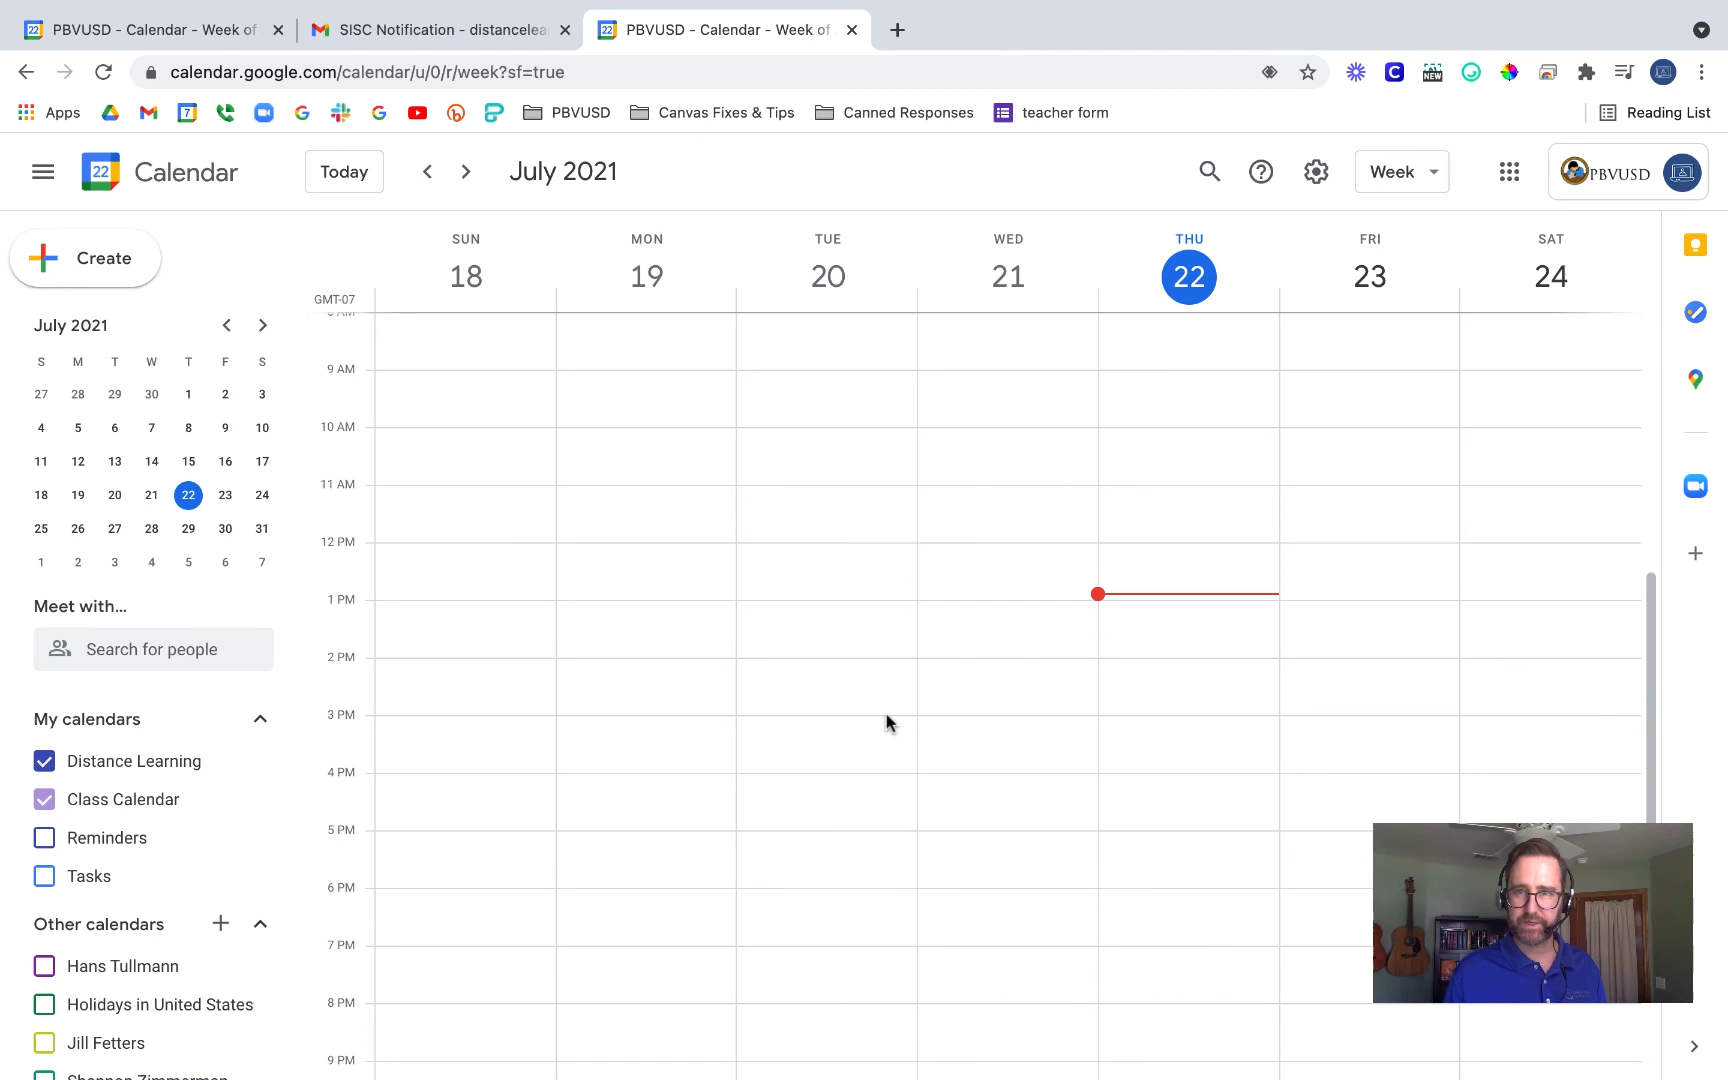 PBVUSD - Calendar - Week of
SISC Notification - distancelea
PBVUSD - Calendar - Week of
calendar.google.com/calendar/u/0/r/week?sf=true
NEW
Apps
7
PBVUSD
Canvas Fixes & Tips
Canned Responses
teacher form
Reading List
22
Calendar
Today
July 2021
Week
PBVUSD
Create
SUN MON TUE WED THU FRI SAT
18 19 20 21 22 23 24
GMT-07
July 2021
S M T W T F S
27 28 29 30 1 2 3
4 5 6 7 8 9 10
11 12 13 14 15 16 17
18 19 20 21 22 23 24
25 26 27 28 29 30 31
1 2 3 4 5 6 7
9 AM
10 AM
11 AM
12 PM
1 PM
2 PM
3 PM
4 PM
5 PM
6 PM
7 PM
8 PM
9 PM
Meet with...
Search for people
My calendars
Distance Learning
Class Calendar
Reminders
Tasks
Other calendars
Hans Tullmann
Holidays in United States
Jill Fetters